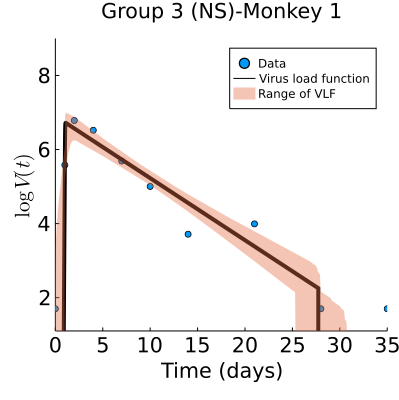 Group 3 (NS)-Monkey 1
Data
Virus load function
Range of VLF
log V(t)
8
6
4
2
0 5 10 15 20 25 30 35
Time (days)